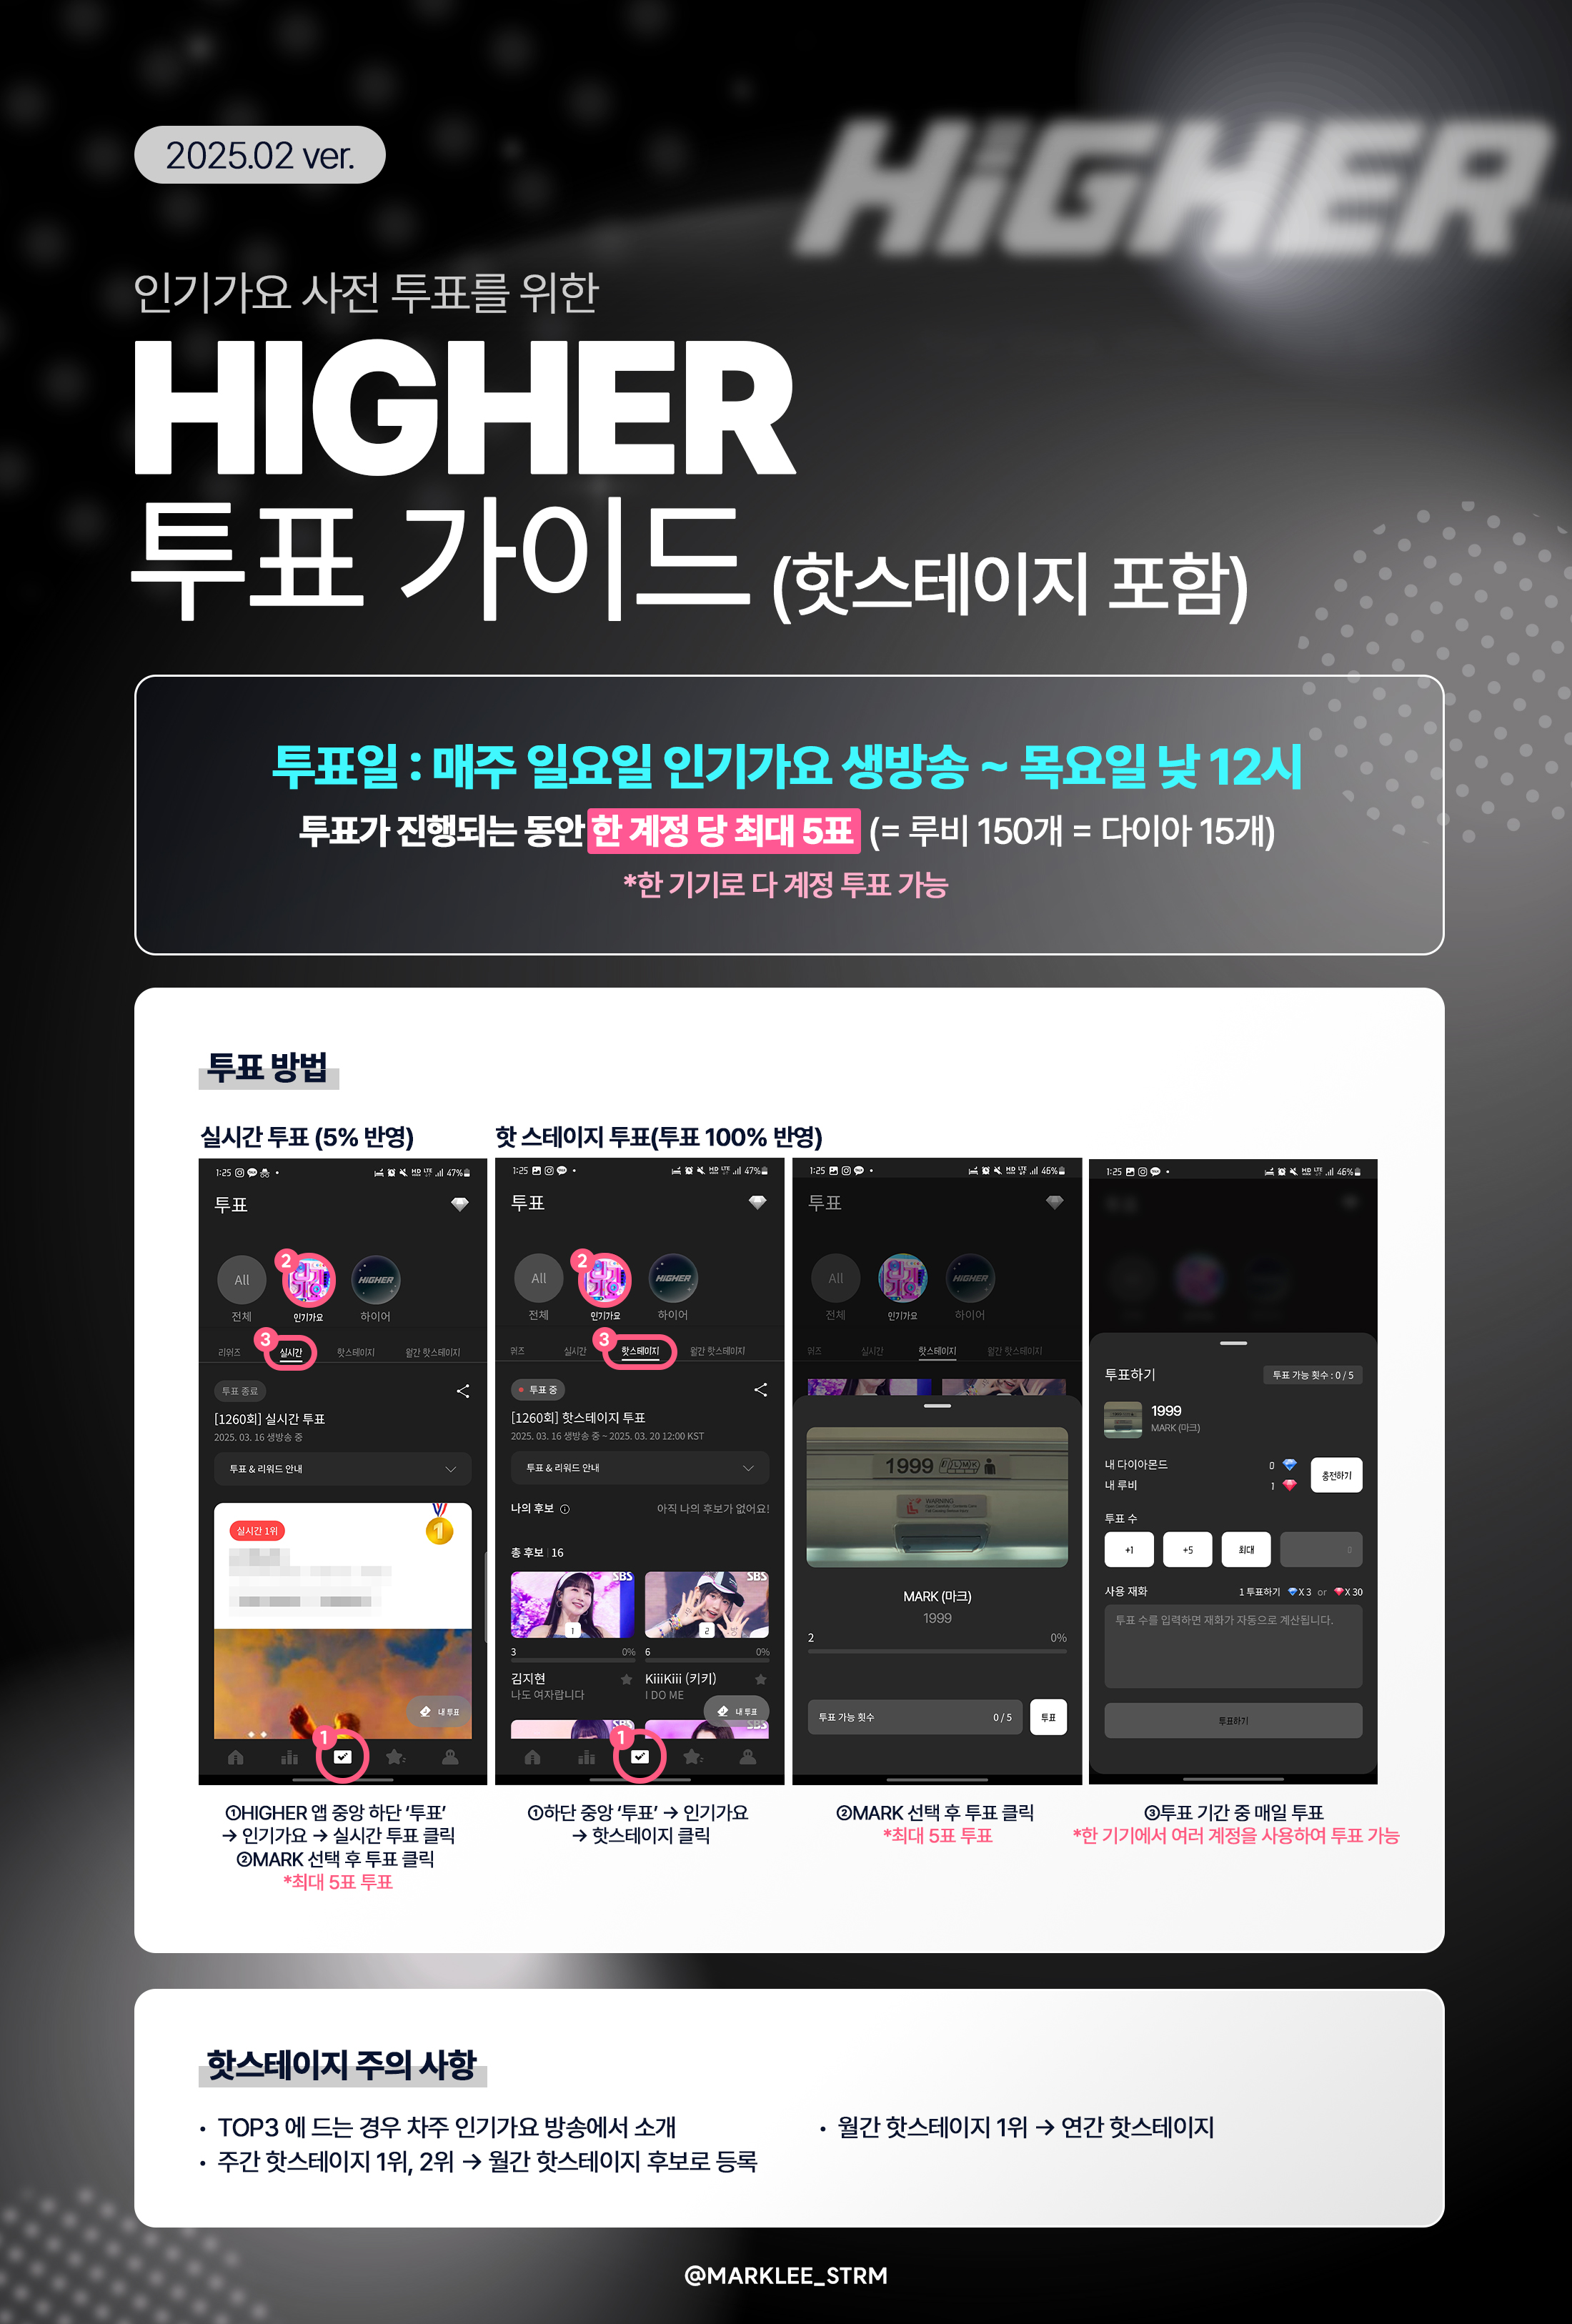 2025.02 ver.
HiGHER
인기가요 사전 투표를 위한
HIGHER
투표 가이드 (핫스테이지 포함)
투표일 : 매주 일요일 인기가요 생방송 ~ 목요일 낮 12시
투표가 진행되는 동안 한 계정 당 최대 5표 (= 루비 150개 = 다이아 15개)
*한 기기로 다 계정 투표 가능
투표 방법
실시간 투표 (5% 반영)
1:25
47%
투표
All
2
HiGHER
전체
인기가요
하이어
3
리워즈
실시간
핫스테이지
월간 핫스테이지
투표 종료
[1260회] 실시간 투표
2025. 03. 16 생방송 중
투표 & 리워드 안내
실시간 1위
1
내 투표
1
①HIGHER 앱 중앙 하단 ‘투표’
→ 인기가요 → 실시간 투표 클릭
②MARK 선택 후 투표 클릭
*최대 5표 투표
핫 스테이지 투표(투표 100% 반영)
1:25
47%
투표
All
2
HiGHER
전체
인기가요
하이어
3
위즈
실시간
핫스테이지
월간 핫스테이지
투표 중
[1260회] 핫스테이지 투표
2025. 03. 16 생방송 중 ~ 2025. 03. 20 12:00 KST
투표 & 리워드 안내
나의 후보
아직 나의 후보가 없어요!
총 후보 | 16
SBS
SBS
1
2
3 0%
6 0%
김지현
KiiiKiii (키키)
나도 여자랍니다
I DO ME
내 투표
SBS
SBS
1
①하단 중앙 ‘투표’ → 인기가요
→ 핫스테이지 클릭
1:25
46%
투표
All
HiGHER
전체
인기가요
하이어
위즈
실시간
핫스테이지
월간 핫스테이지
1999
WARNING
MARK (마크)
1999
2 0%
투표 가능 횟수 0 / 5
투표
②MARK 선택 후 투표 클릭
*최대 5표 투표
1:25
46%
투표하기
투표 가능 횟수 : 0 / 5
1999
MARK (마크)
내 다이아몬드 0
내 루비 1
충전하기
투표 수
+1
+5
최대
0
사용 재화
1 투표하기 X 3 or X 30
투표 수를 입력하면 재화가 자동으로 계산됩니다.
투표하기
③투표 기간 중 매일 투표
*한 기기에서 여러 계정을 사용하여 투표 가능
핫스테이지 주의 사항
• TOP3 에 드는 경우 차주 인기가요 방송에서 소개
• 주간 핫스테이지 1위, 2위 → 월간 핫스테이지 후보로 등록
• 월간 핫스테이지 1위 → 연간 핫스테이지
@MARKLEE_STRM